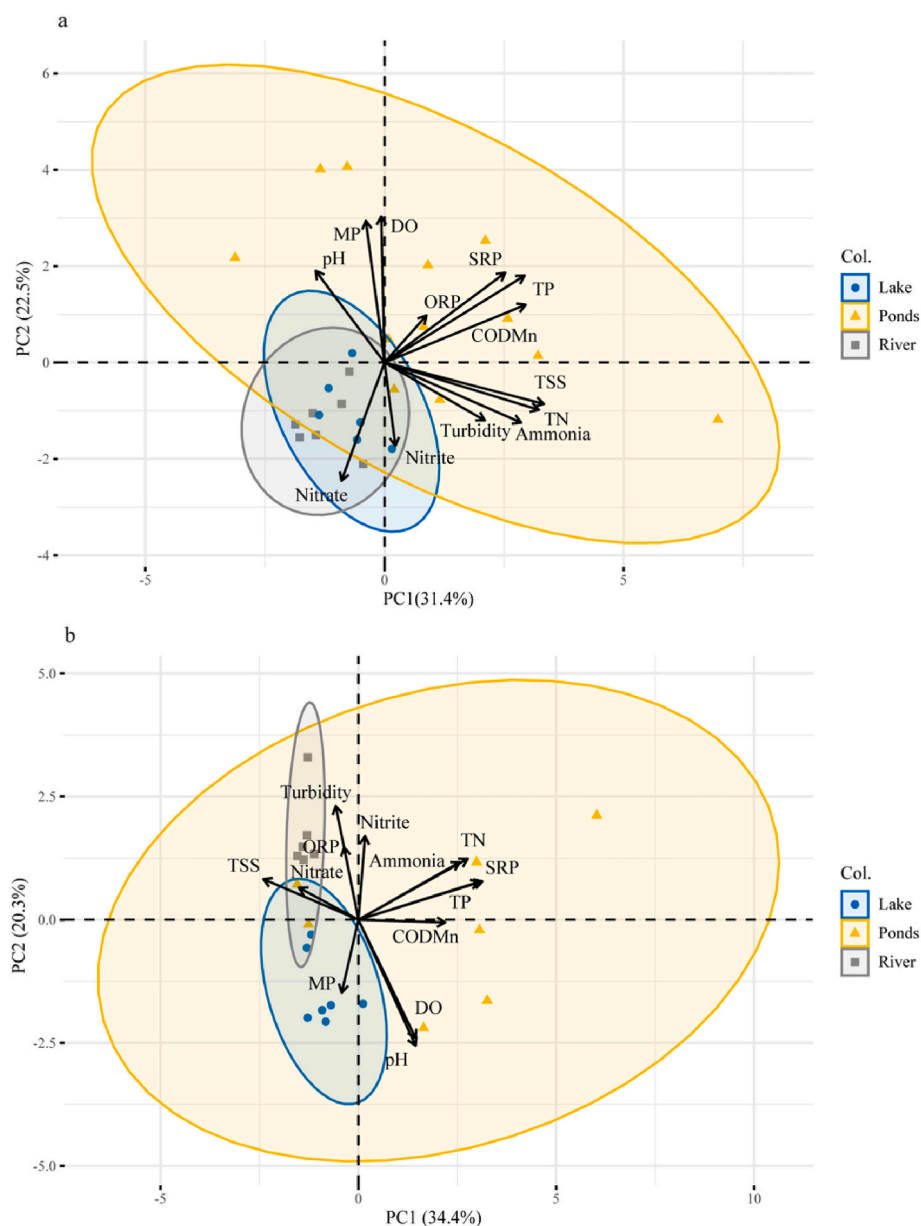 a
6
4
2
0
-2
-4
PC2 (22.5%)
MP
DO
pH
SRP
TP
ORP
CODMn
TSS
TN
Turbidity
Ammonia
Nitrite
Nitrate
-5
0
5
PC1(31.4%)
Col.
Lake
Ponds
River
b
5.0
2.5
0.0
-2.5
-5.0
PC2 (20.3%)
Turbidity
Nitrite
ORP
Ammonia
TN
TSS
Nitrate
SRP
TP
CODMn
MP
DO
pH
-5
0
5
10
PC1 (34.4%)
Col.
Lake
Ponds
River